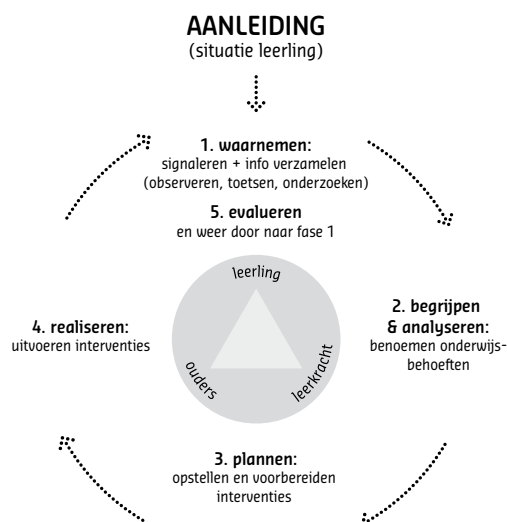 AANLEIDING
(situatie leerling)
1. waarnemen:
signaleren + info verzamelen
(observeren, toetsen, onderzoeken)
5. evalueren
en weer door naar fase 1
leerling
ouders
leerkracht
2. begrijpen
& analyseren:
benoemen onderwijs-
behoeften
3. plannen:
opstellen en voorbereiden
interventies
4. realiseren:
uitvoeren interventies